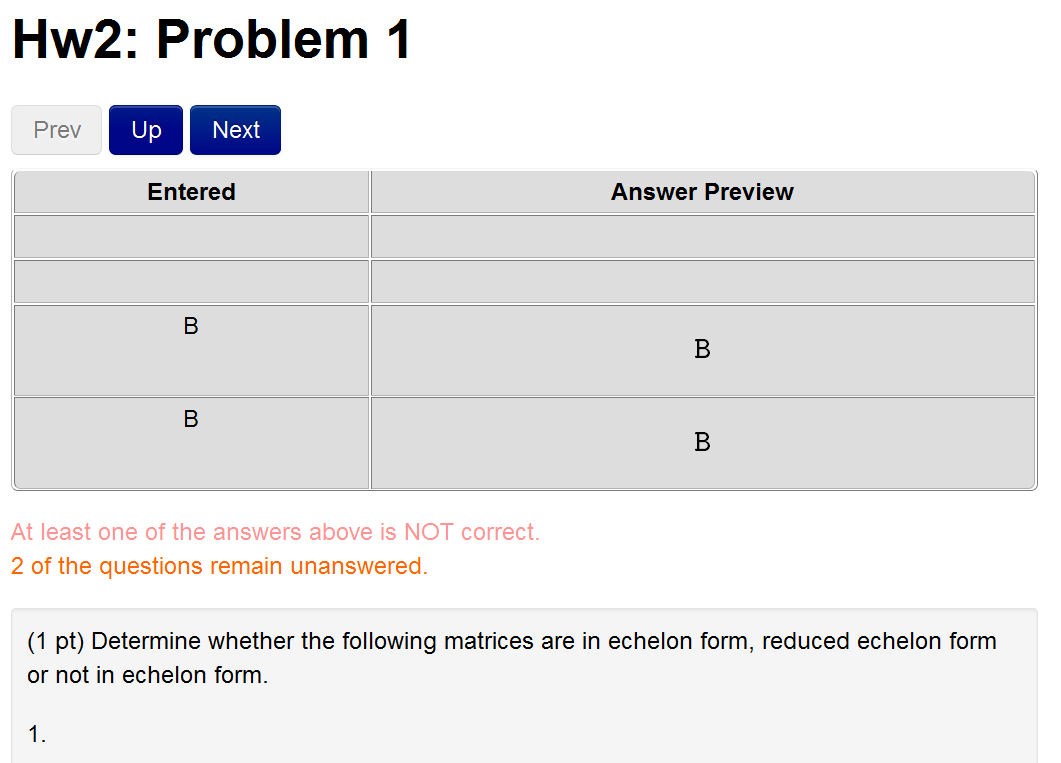 Hw2: Problem 1
Prev Up Next
Entered Answer Preview
B B
B B
At least one of the answers above is NOT correct.
2 of the questions remain unanswered.
(1 pt) Determine whether the following matrices are in echelon form, reduced echelon form
or not in echelon form.
1.